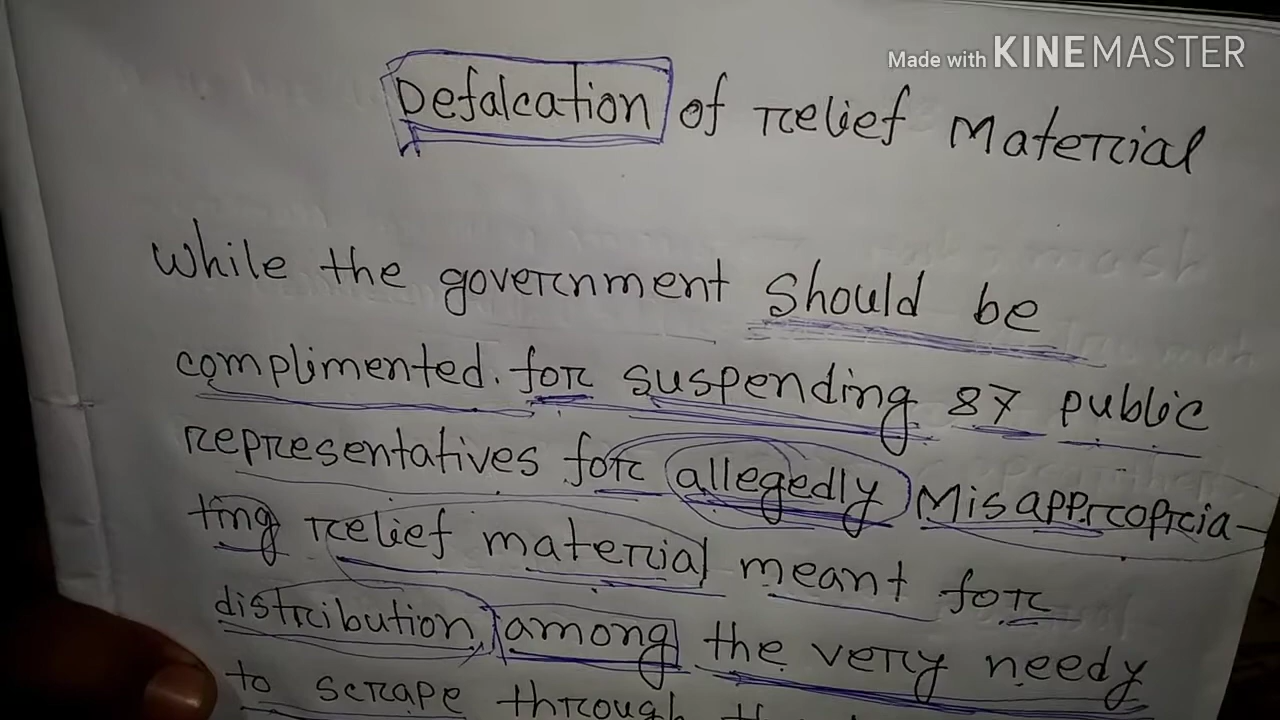 Made with KINEMASTER
Defalcation of relief Material
While the government should be
complimented. for suspending 87 public
representatives for allegedly Misappropria-
ting relief material meant for
distribution among the very needy
to scrape through